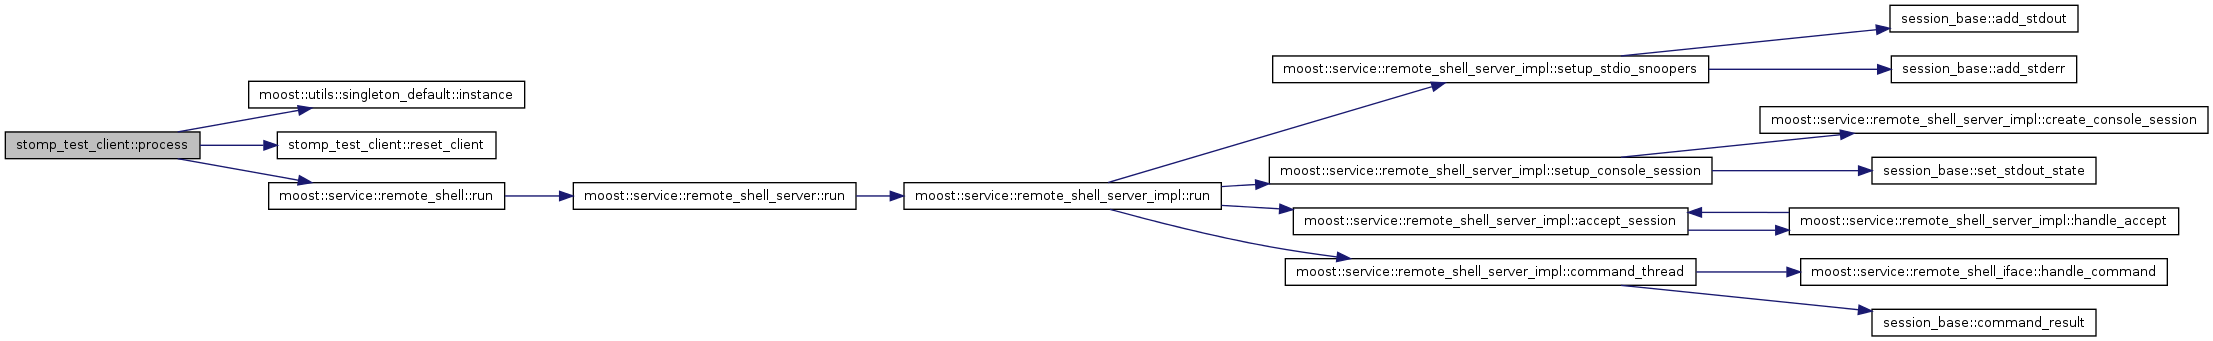 session_base::add_stdout
moost::service::remote_shell_server_impl::setup_stdio_snoopers
session_base::add_stderr
moost::utils::singleton_default::instance
moost::service::remote_shell_server_impl::create_console_session
stomp_test_client::process
stomp_test_client::reset_client
moost::service::remote_shell_server_impl::setup_console_session
session_base::set_stdout_state
moost::service::remote_shell::run
moost::service::remote_shell_server::run
moost::service::remote_shell_server_impl::run
moost::service::remote_shell_server_impl::accept_session
moost::service::remote_shell_server_impl::handle_accept
moost::service::remote_shell_server_impl::command_thread
moost::service::remote_shell_iface::handle_command
session_base::command_result